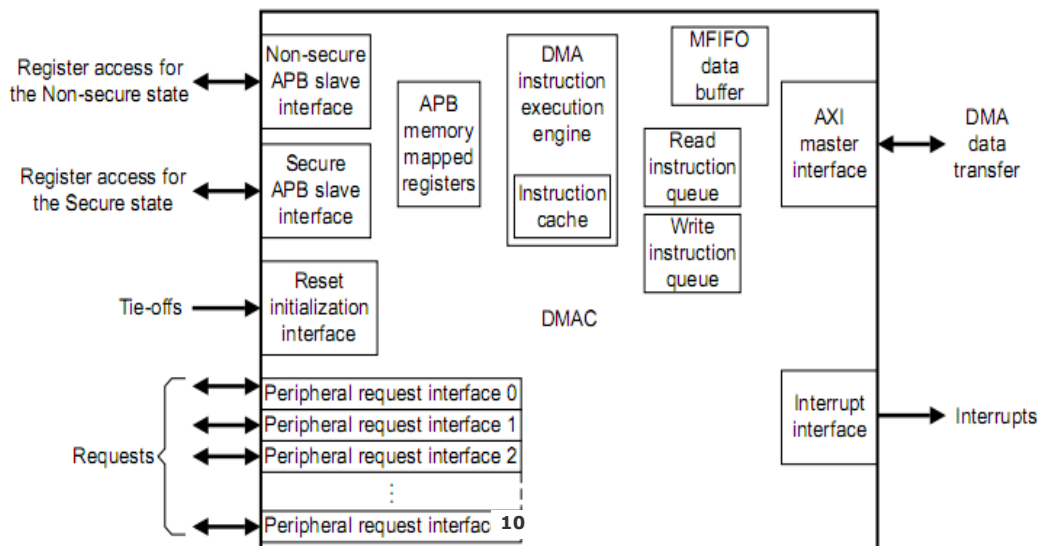 Register access for
the Non-secure state
Non-secure
APB slave
interface
Register access for
the Secure state
Secure
APB slave
interface
APB
memory
mapped
registers
DMA
instruction
execution
engine
Instruction
cache
MFIFO
data
buffer
Read
instruction
queue
Write
instruction
queue
AXI
master
interface
DMA
data
transfer
Tie-offs
Reset
initialization
interface
DMAC
Requests
Peripheral request interface 0
Peripheral request interface 1
Peripheral request interface 2
⋮
Peripheral request interface 10
Interrupt
interface
Interrupts